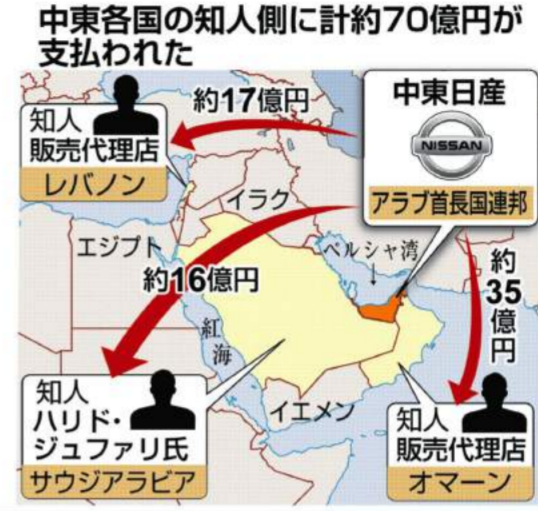 中東各国の知人側に計約70億円が
支払われた
知人
販売代理店
レバノン
約17億円
中東日産
NISSAN
アラブ首長国連邦
イラク
エジプト
ペルシャ湾
約16億円
約
35
億
円
紅
海
知人
ハリド・
ジュファリ氏
サウジアラビア
イエメン
知人
販売代理店
オマーン